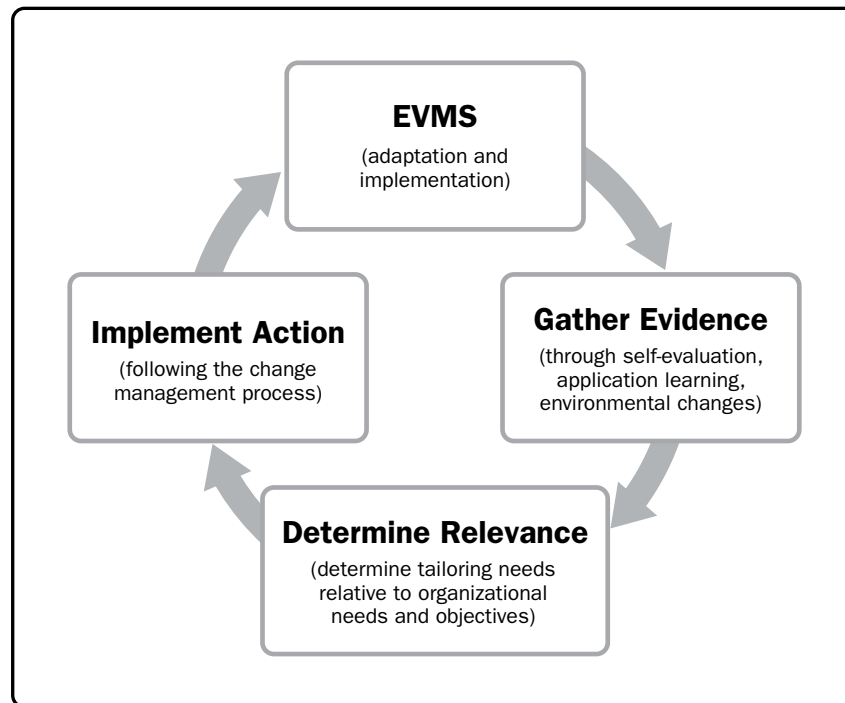 EVMS
(adaptation and
implementation)
Gather Evidence
(through self-evaluation,
application learning,
environmental changes)
Determine Relevance
(determine tailoring needs
relative to organizational
needs and objectives)
Implement Action
(following the change
management process)